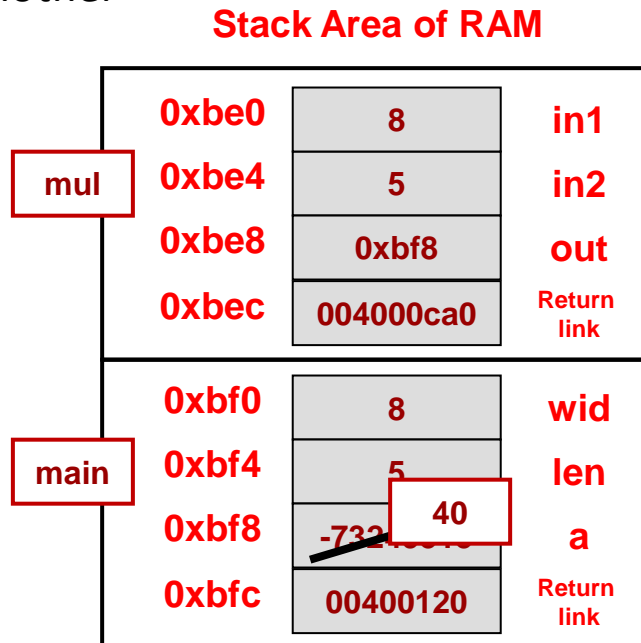 Stack Area of RAM
0xbe0 8 in1
mul 0xbe4 5 in2
0xbe8 0xbf8 out
0xbec 004000ca0 Return link
0xbf0 8 wid
main 0xbf4 5 len
0xbf8 40 a
0xbfc 00400120 Return link